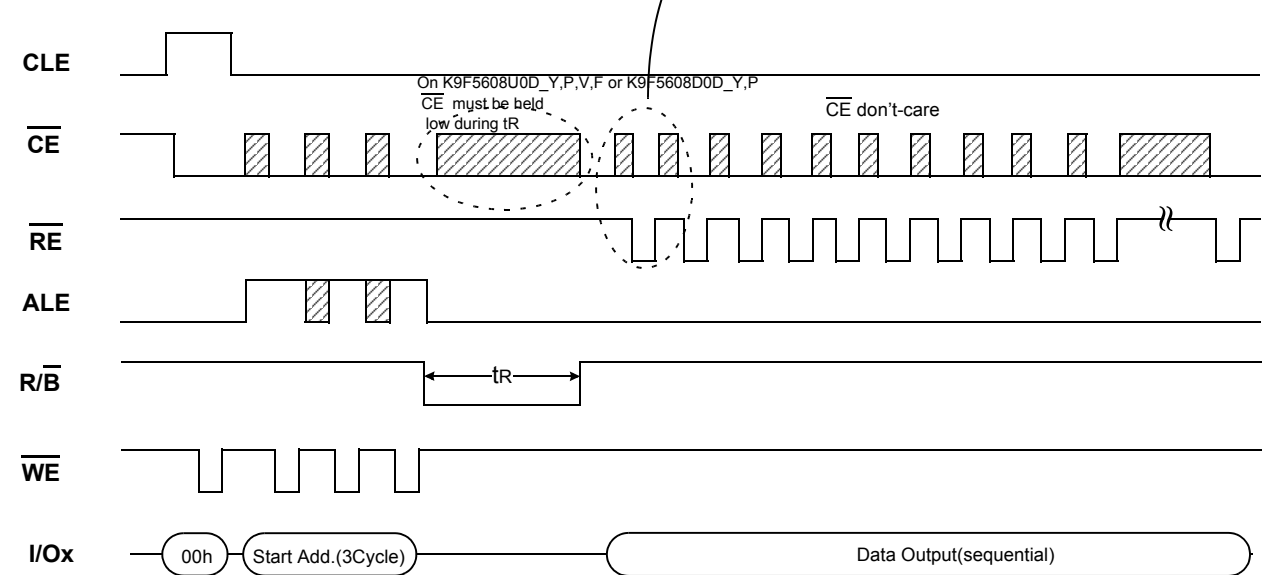 CLE
On K9F5608U0D_Y,P,V,F or K9F5608D0D_Y,P
CE must be held
low during tR
CE don't-care
CE
RE
ALE
R/B
tR
WE
I/Ox
00h
Start Add.(3Cycle)
Data Output(sequential)